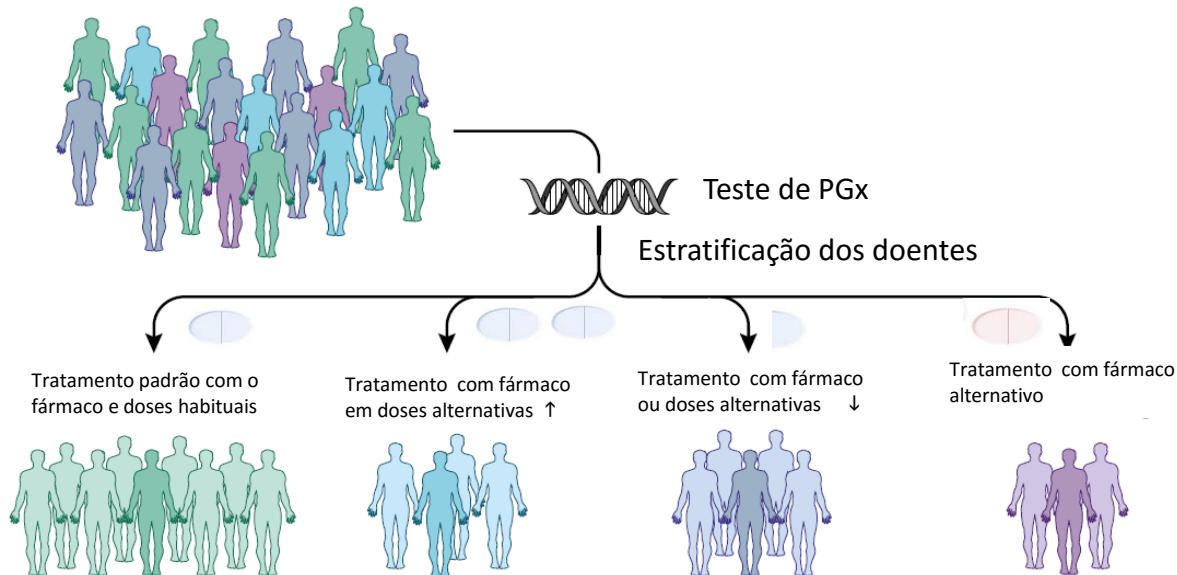 Teste de PGx
Estratificação dos doentes
Tratamento padrão com o
fármaco e doses habituais
Tratamento com fármaco
em doses alternativas ↑
Tratamento com fármaco
ou doses alternativas ↓
Tratamento com fármaco
alternativo